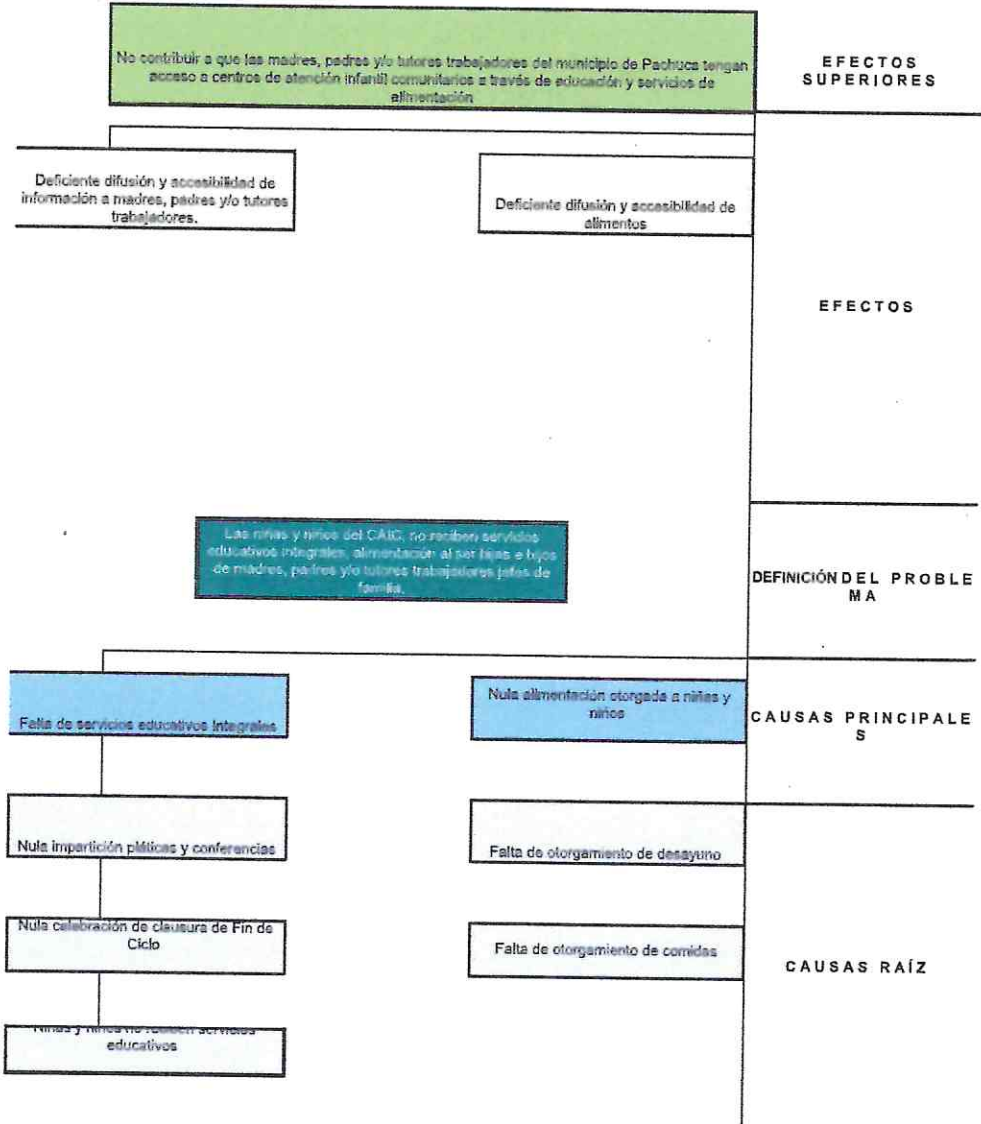 No contribuir a que las madres, padres y/o tutores trabajadores del municipio de Pachuca tengan
acceso a centros de atención infantil comunitarios a través de educación y servicios de
alimentación
EFECTOS
SUPERIORES
Deficiente difusión y accesibilidad de
información a madres, padres y/o tutores
trabajadores.
Deficiente difusión y accesibilidad de
alimentos
EFECTOS
Las niñas y niños del CAIC, no reciben servicios
educativos integrales, alimentación al ser hijas e hijos
de madres, padres y/o tutores trabajadores jefes de
familia.
DEFINICIÓN DEL PROBLE
MA
Falta de servicios educativos Integrales
Nula alimentación otorgada a niñas y
niños
CAUSAS PRINCIPALE
S
Nula impartición pláticas y conferencias
Falta de otorgamiento de desayuno
Nula celebración de clausura de Fin de
Ciclo
Falta de otorgamiento de comidas
CAUSAS RAÍZ
Niñas y niños no reciben servicios
educativos